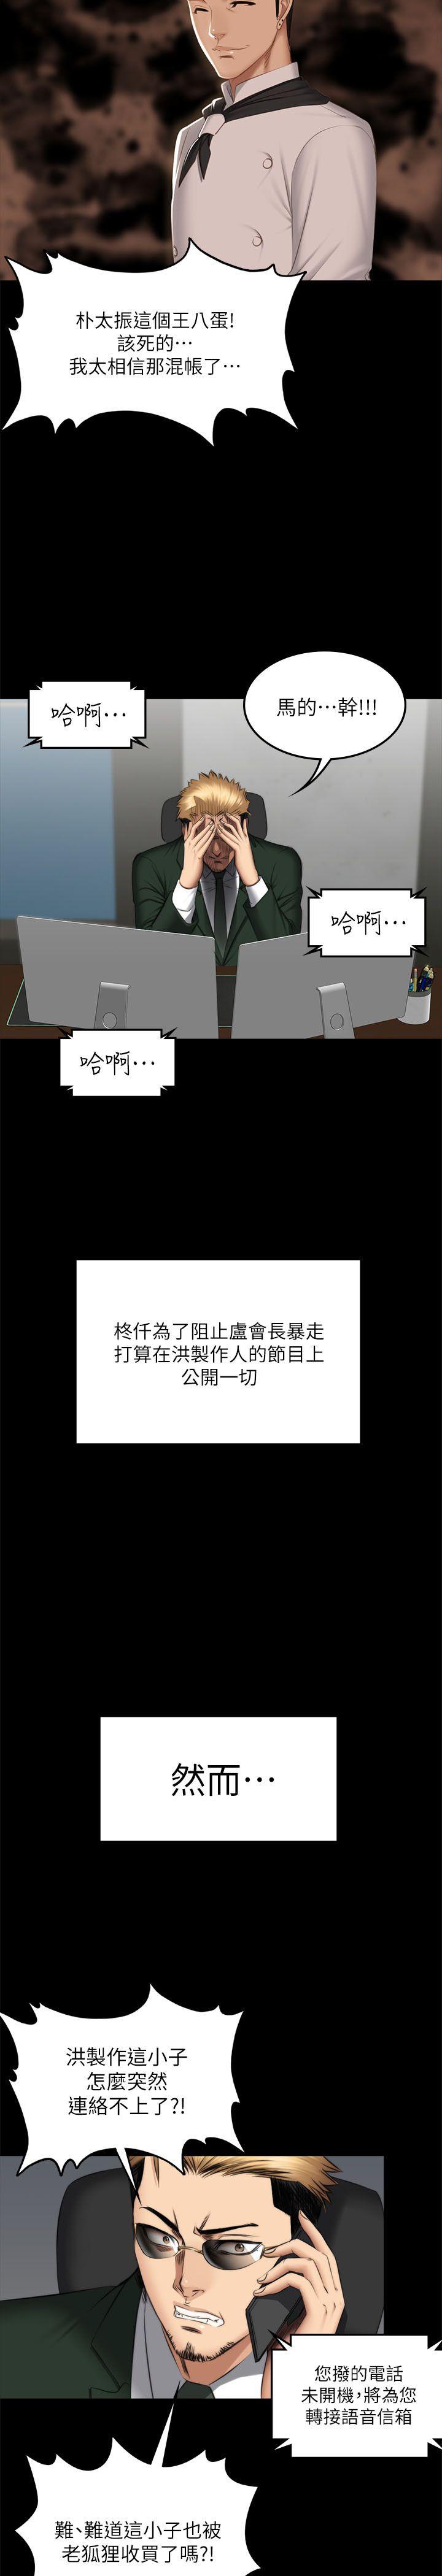 朴太振這個王八蛋!
該死的…
我太相信那混帳了…
馬的…幹!!!
哈啊…
哈啊…
哈啊…
柊仟為了阻止盧會長暴走
打算在洪製作人的節目上
公開一切
然而…
洪製作這小子
怎麼突然
連絡不上了?!
您撥的電話
未開機,將為您
轉接語音信箱
難、難道這小子也被
老狐狸收買了嗎?!